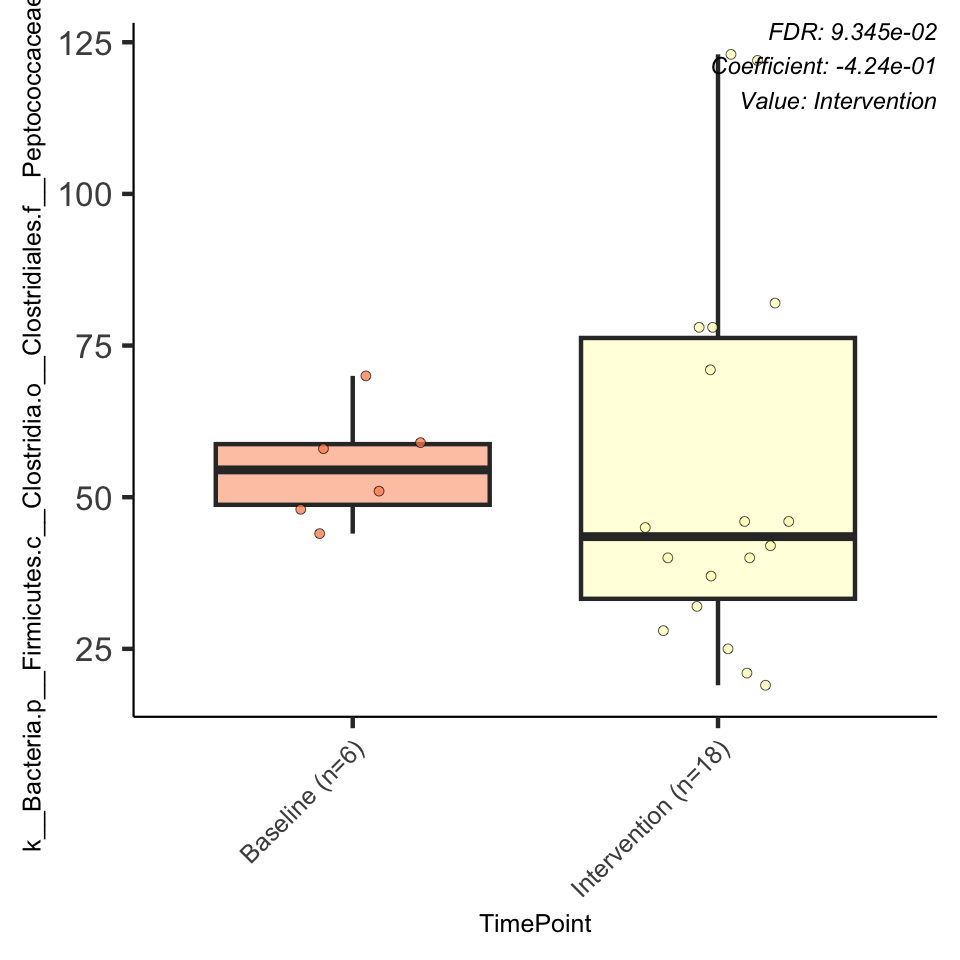 k__Bacteria.p__Firmicutes.c__Clostridia.o__Clostridiales.f__Peptococcaceae
125
100
75
50
25
FDR: 9.345e-02
Coefficient: -4.24e-01
Value: Intervention
Baseline (n=6)
Intervention (n=18)
TimePoint